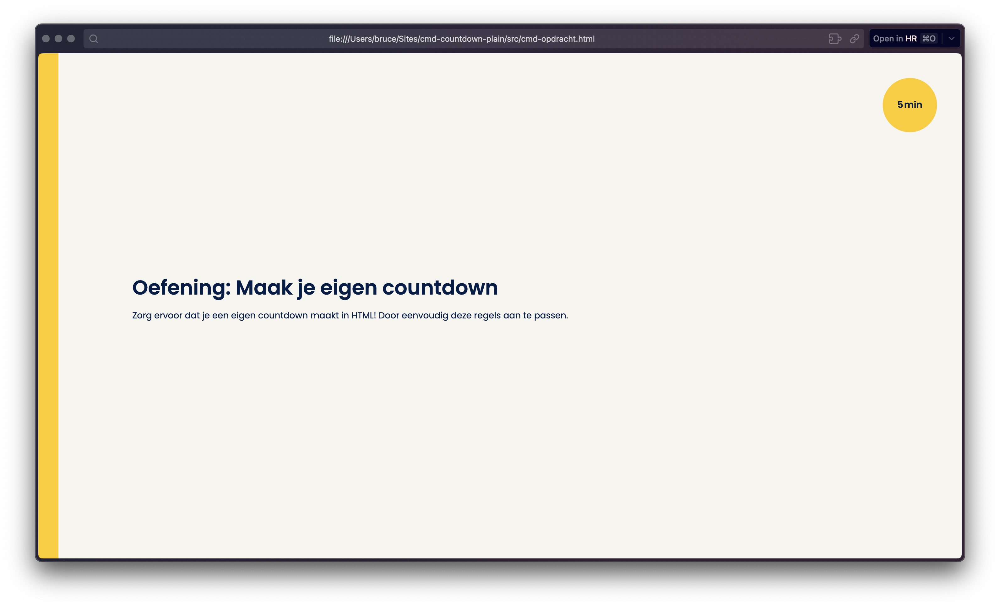 file:///Users/bruce/Sites/cmd-countdown-plain/src/cmd-opdracht.html
Open in HR ⌘O
5 min
Oefening: Maak je eigen countdown
Zorg ervoor dat je een eigen countdown maakt in HTML! Door eenvoudig deze regels aan te passen.